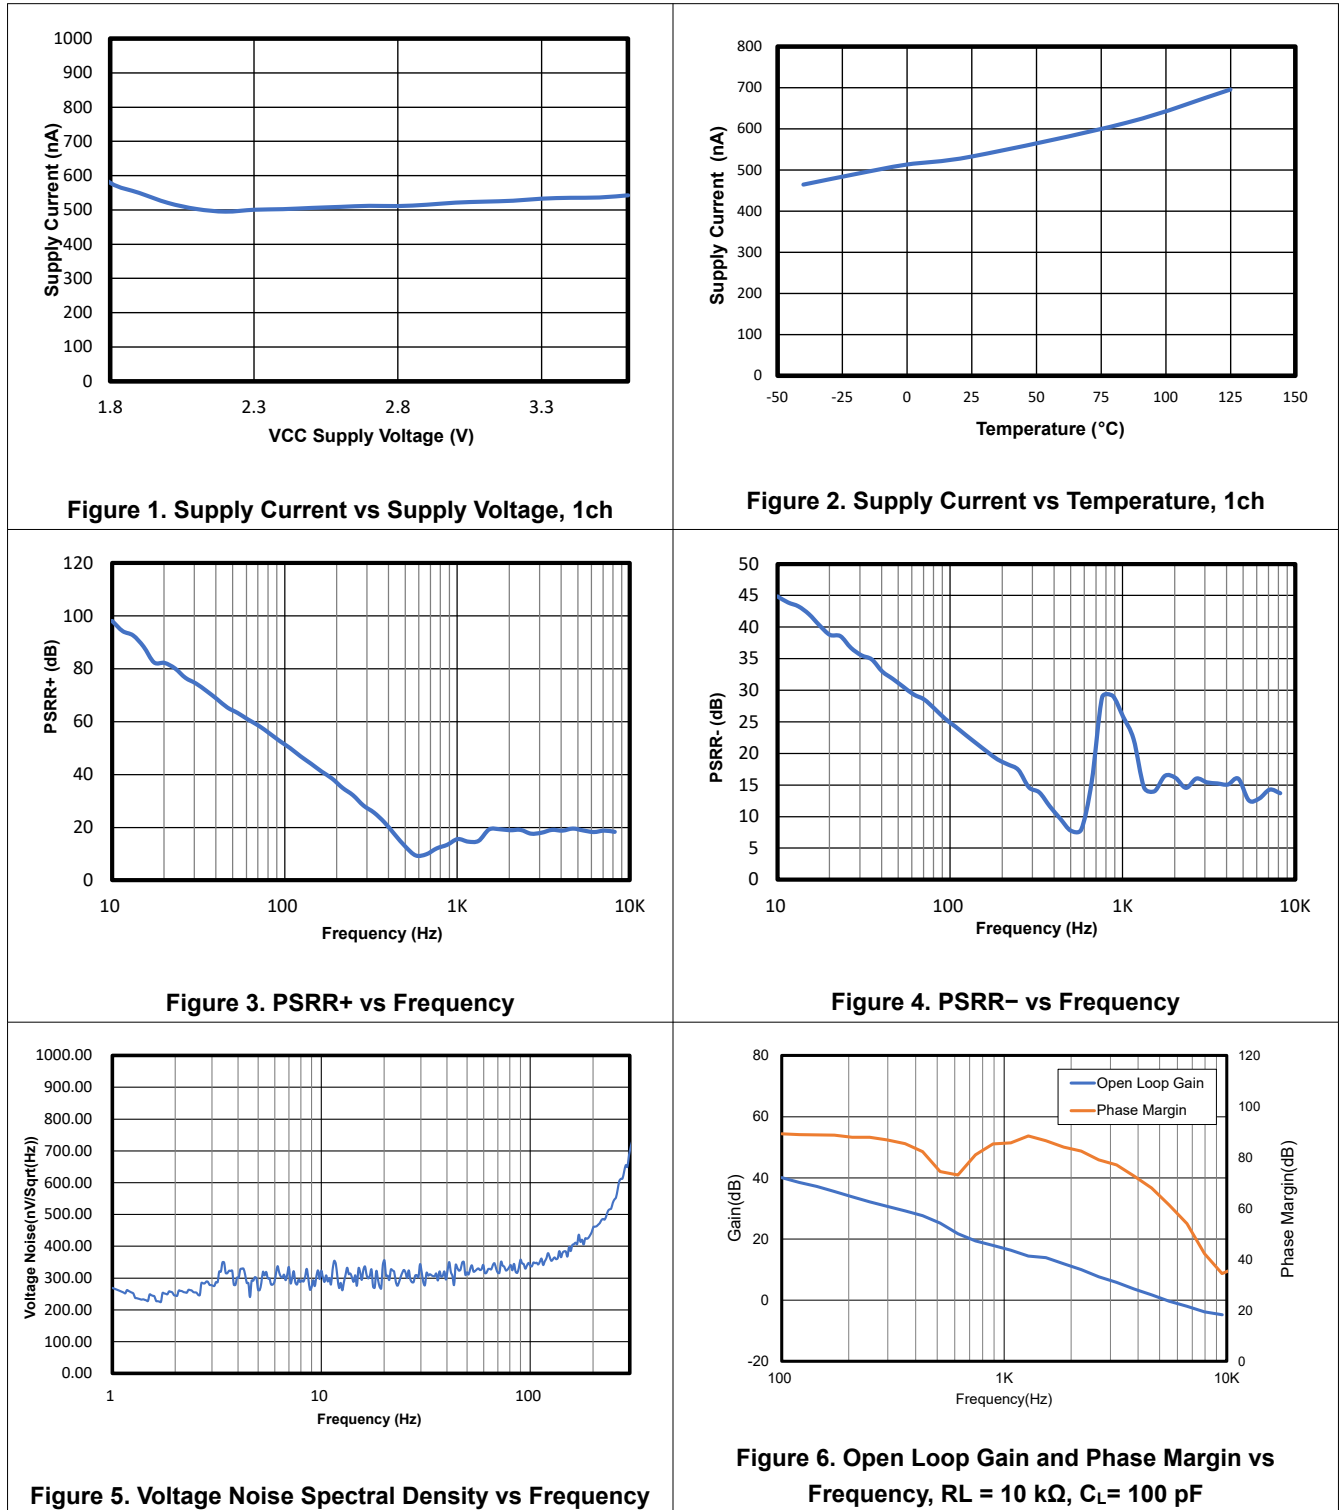 1000
900
800
700
600
500
400
300
200
100
0
Supply Current (nA)
1.8 2.3 2.8 3.3
VCC Supply Voltage (V)
Figure 1. Supply Current vs Supply Voltage, 1ch
800
700
600
500
400
300
200
100
0
Supply Current (nA)
-50 -25 0 25 50 75 100 125 150
Temperature (°C)
Figure 2. Supply Current vs Temperature, 1ch
120
100
80
60
40
20
0
PSRR+ (dB)
10 100 1K 10K
Frequency (Hz)
Figure 3. PSRR+ vs Frequency
50
45
40
35
30
25
20
15
10
5
0
PSRR- (dB)
10 100 1K 10K
Frequency (Hz)
Figure 4. PSRR− vs Frequency
1000.00
900.00
800.00
700.00
600.00
500.00
400.00
300.00
200.00
100.00
0.00
Voltage Noise(nV/Sqrt(Hz))
1 10 100
Frequency (Hz)
Figure 5. Voltage Noise Spectral Density vs Frequency
80
60
40
20
0
-20
Gain(dB)
Open Loop Gain
Phase Margin
120
100
80
60
40
20
0
Phase Margin(dB)
100 1K 10K
Frequency(Hz)
Figure 6. Open Loop Gain and Phase Margin vs
Frequency, RL = 10 kΩ, CL= 100 pF